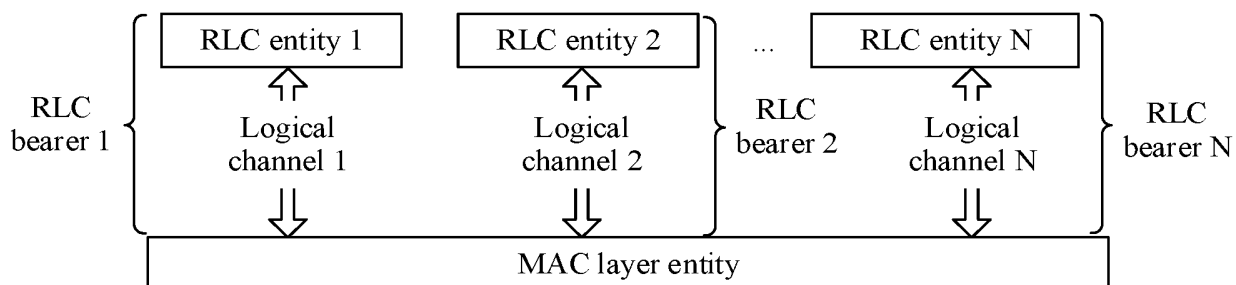 RLC entity 1
RLC entity 2
...
RLC entity N
RLC
bearer 1
Logical
channel 1
Logical
channel 2
RLC
bearer 2
Logical
channel N
RLC
bearer N
MAC layer entity